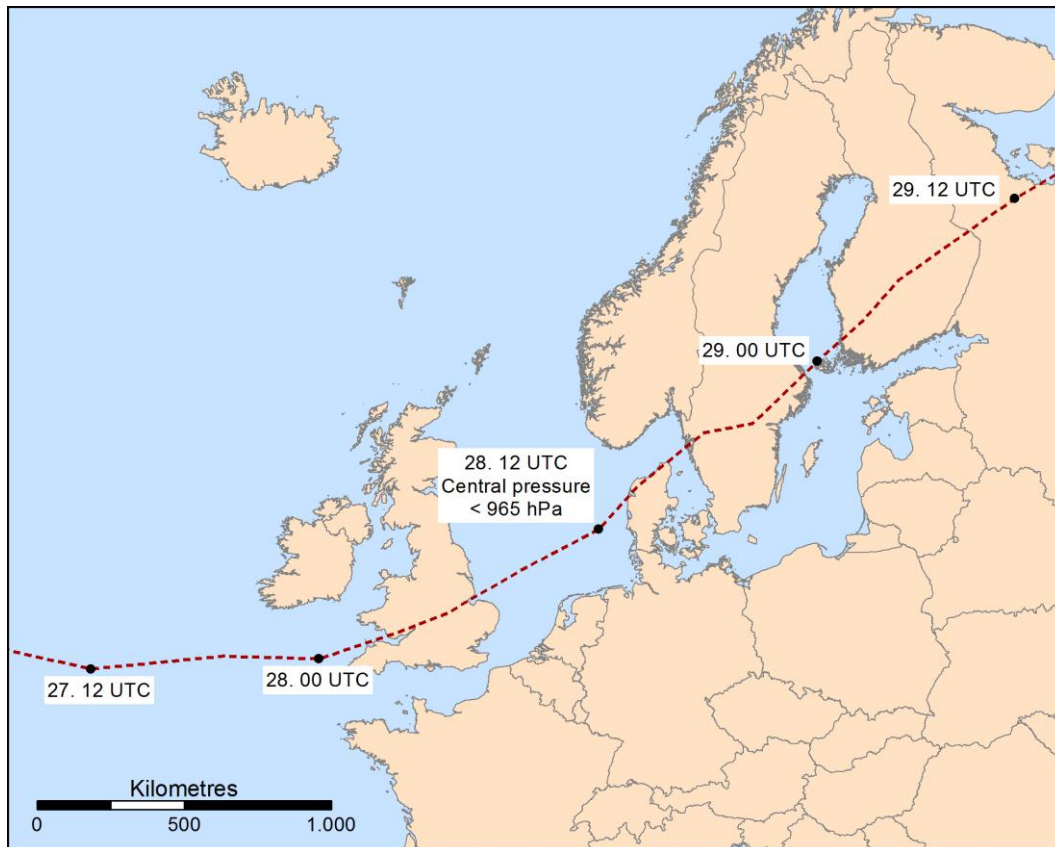 29. 12 UTC
29. 00 UTC
28. 12 UTC
Central pressure
< 965 hPa
27. 12 UTC
28. 00 UTC
Kilometres
0 500 1.000